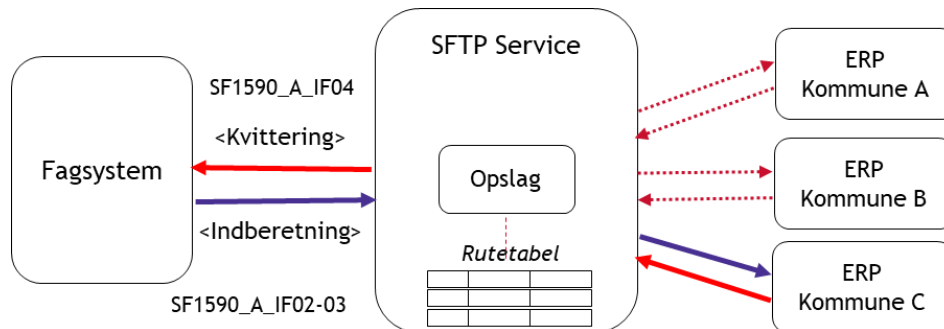 SFTP Service
SF1590_A_IF04
<Kvittering>
Fagsystem
<Indberetning>
SF1590_A_IF02-03
Opslag
Rutetabel
ERP
Kommune A
ERP
Kommune B
ERP
Kommune C